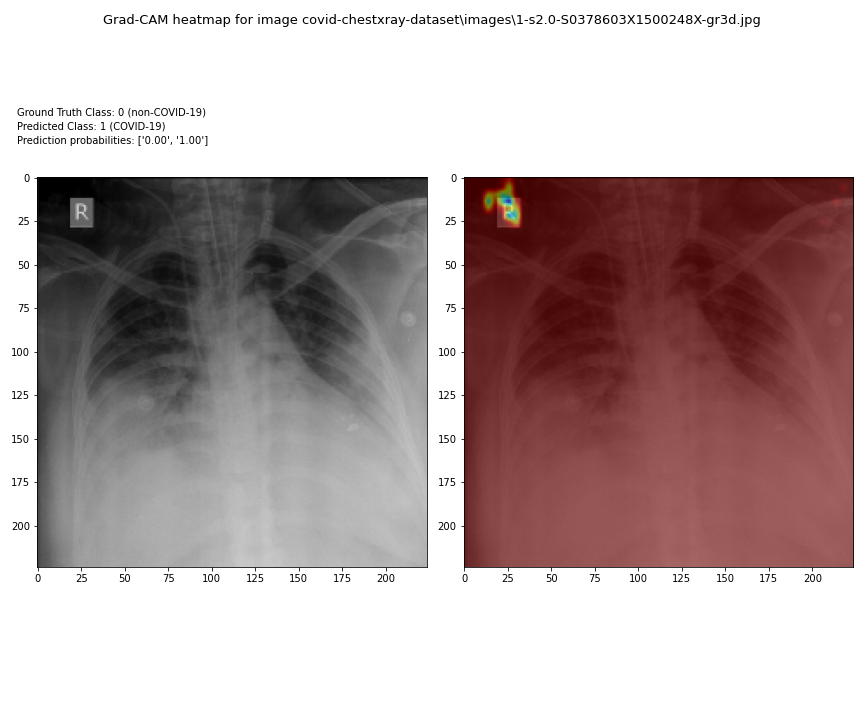 Grad-CAM heatmap for image covid-chestxray-dataset\images\1-s2.0-S0378603X1500248X-gr3d.jpg
Ground Truth Class: 0 (non-COVID-19)
Predicted Class: 1 (COVID-19)
Prediction probabilities: ['0.00', '1.00']
0
25
50
75
100
125
150
175
200
0 25 50 75 100 125 150 175 200
R
0
25
50
75
100
125
150
175
200
0 25 50 75 100 125 150 175 200